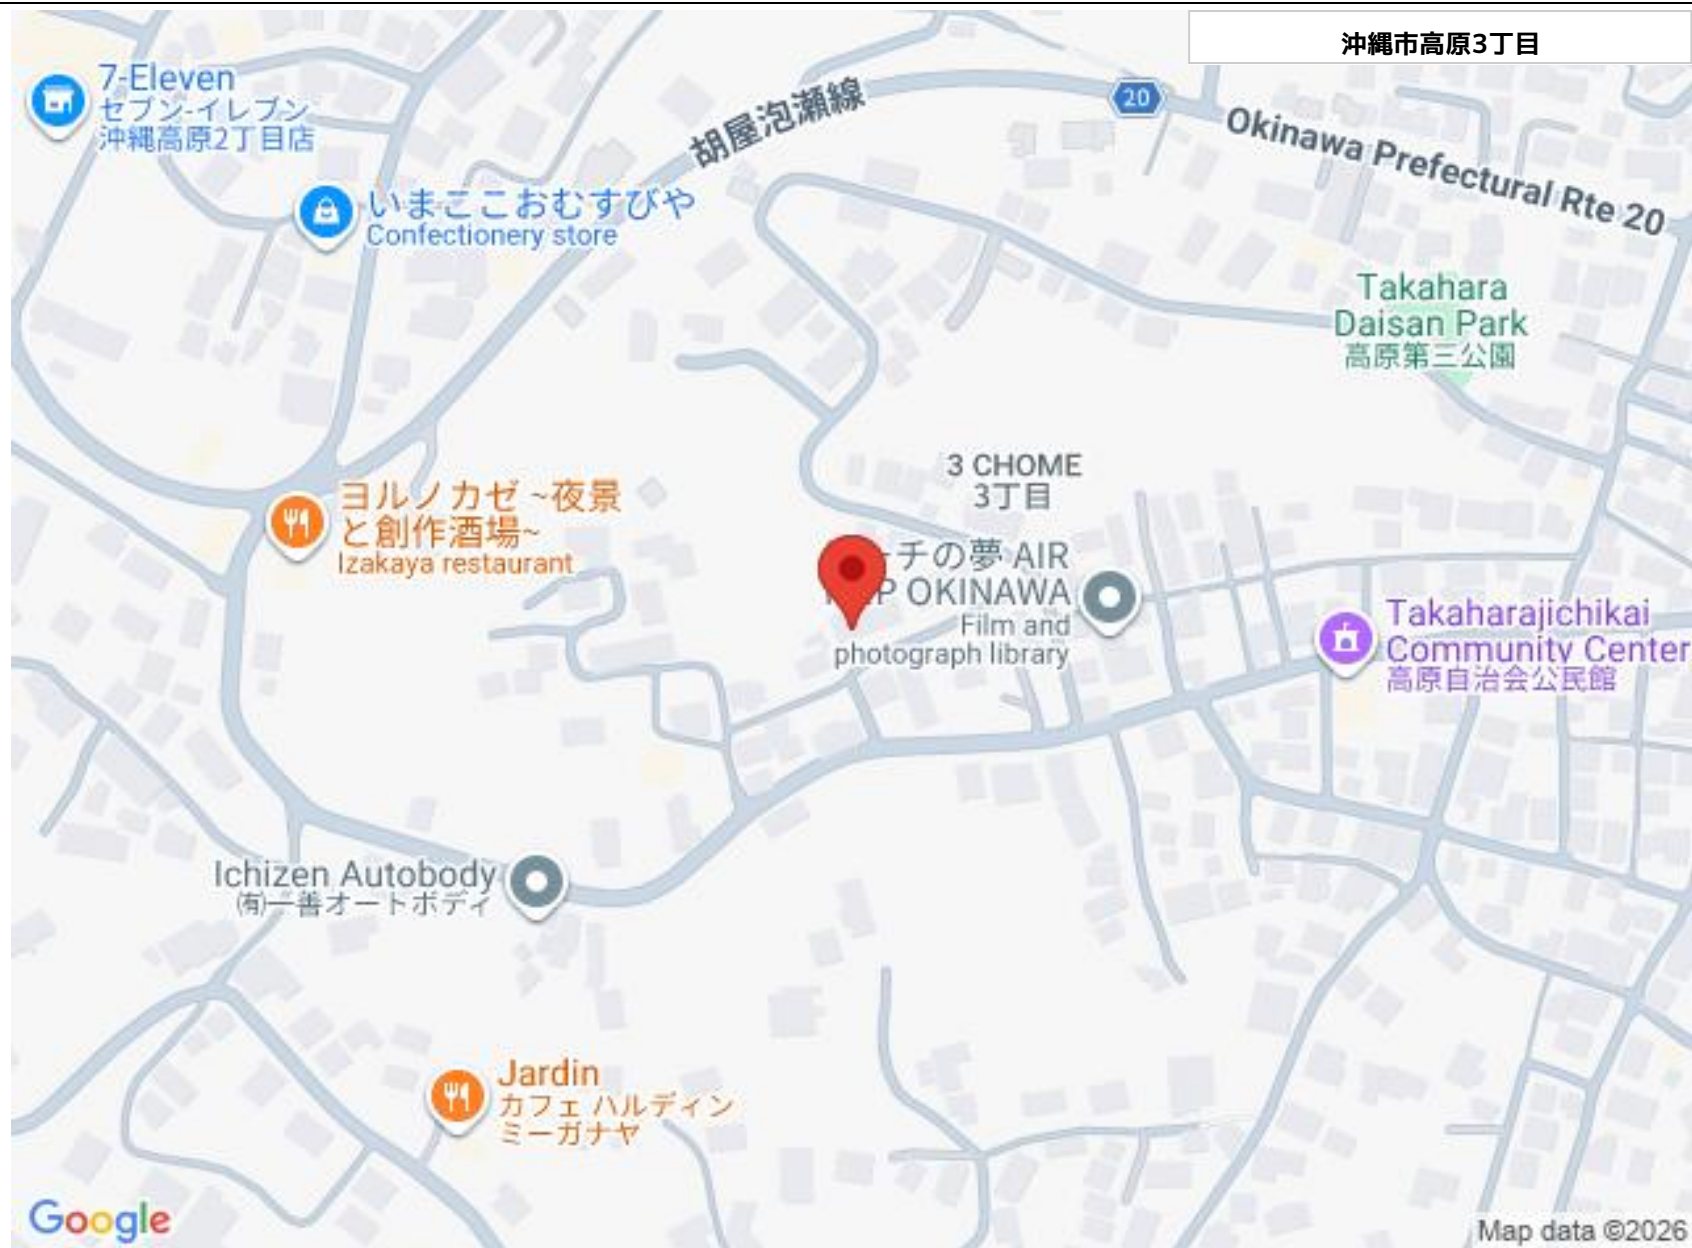 沖縄市高原3丁目
7-Eleven
セブン-イレブン
沖縄高原2丁目店
胡屋泡瀬線
20
Okinawa Prefectural Rte 20
いまここおむすびや
Confectionery store
Takahara
Daisan Park
高原第三公園
3 CHOME
3丁目
ヨルノカゼ ~夜景
と創作酒場~
Izakaya restaurant
チの夢 AIR
OKINAWA
Film and
photograph library
Takaharajichikai
Community Center
高原自治会公民館
Ichizen Autobody
㈲一善オートボディ
Jardin
カフェ ハルディン
ミーガナヤ
Google
Map data ©2026